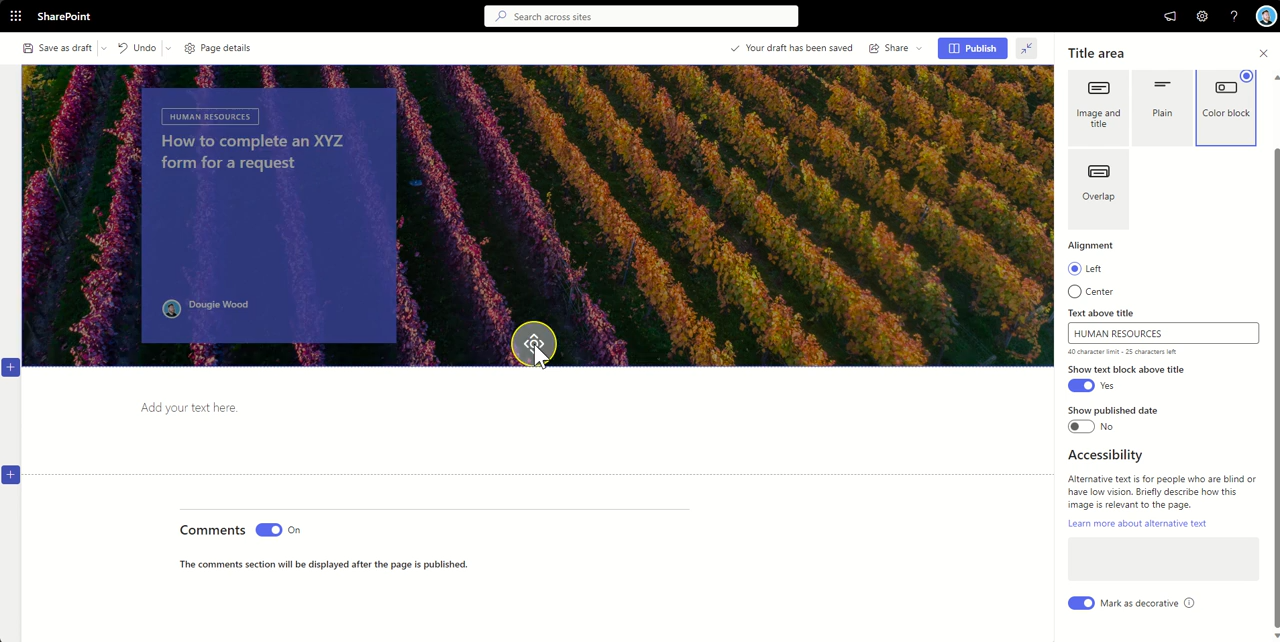 SharePoint
Search across sites
Save as draft
Undo
Page details
Your draft has been saved
Share
Publish
HUMAN RESOURCES
How to complete an XYZ
form for a request
Dougie Wood
Add your text here.
Comments
On
The comments section will be displayed after the page is published.
Title area
Image and
title
Plain
Color block
Overlap
Alignment
Left
Center
Text above title
HUMAN RESOURCES
40 character limit - 25 characters left
Show text block above title
Yes
Show published date
No
Accessibility
Alternative text is for people who are blind or
have low vision. Briefly describe how this
image is relevant to the page.
Learn more about alternative text
Mark as decorative